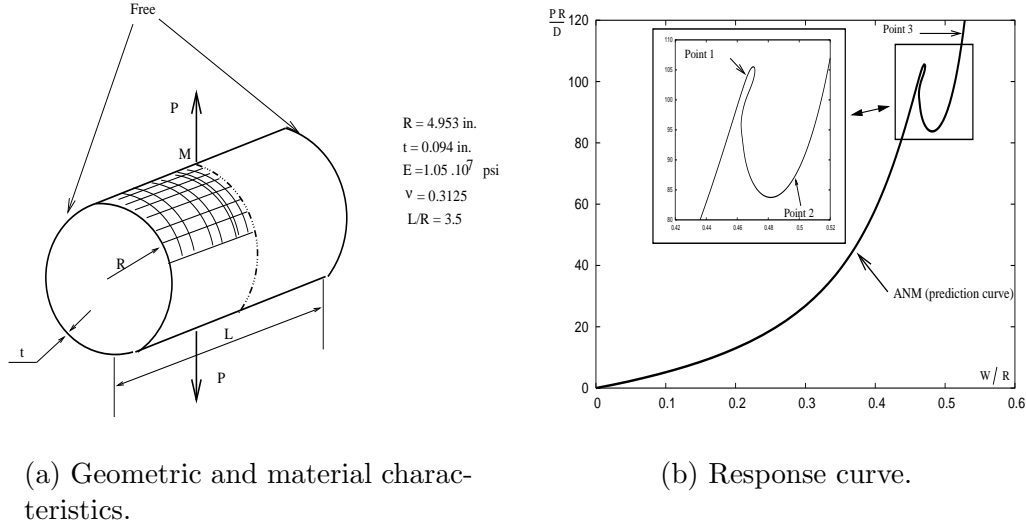 Free
P
M
R = 4.953 in.
t = 0.094 in.
E = 1.05 .10^7 psi
ν = 0.3125
L/R = 3.5
R
L
t
P
(a) Geometric and material charac-
teristics.
P R
D
120
100
80
60
40
20
0
0 0.1 0.2 0.3 0.4 0.5 0.6
W / R
Point 3
110
105
100
95
90
85
80
0.42 0.44 0.46 0.48 0.5 0.52
Point 1
Point 2
ANM (prediction curve)
(b) Response curve.